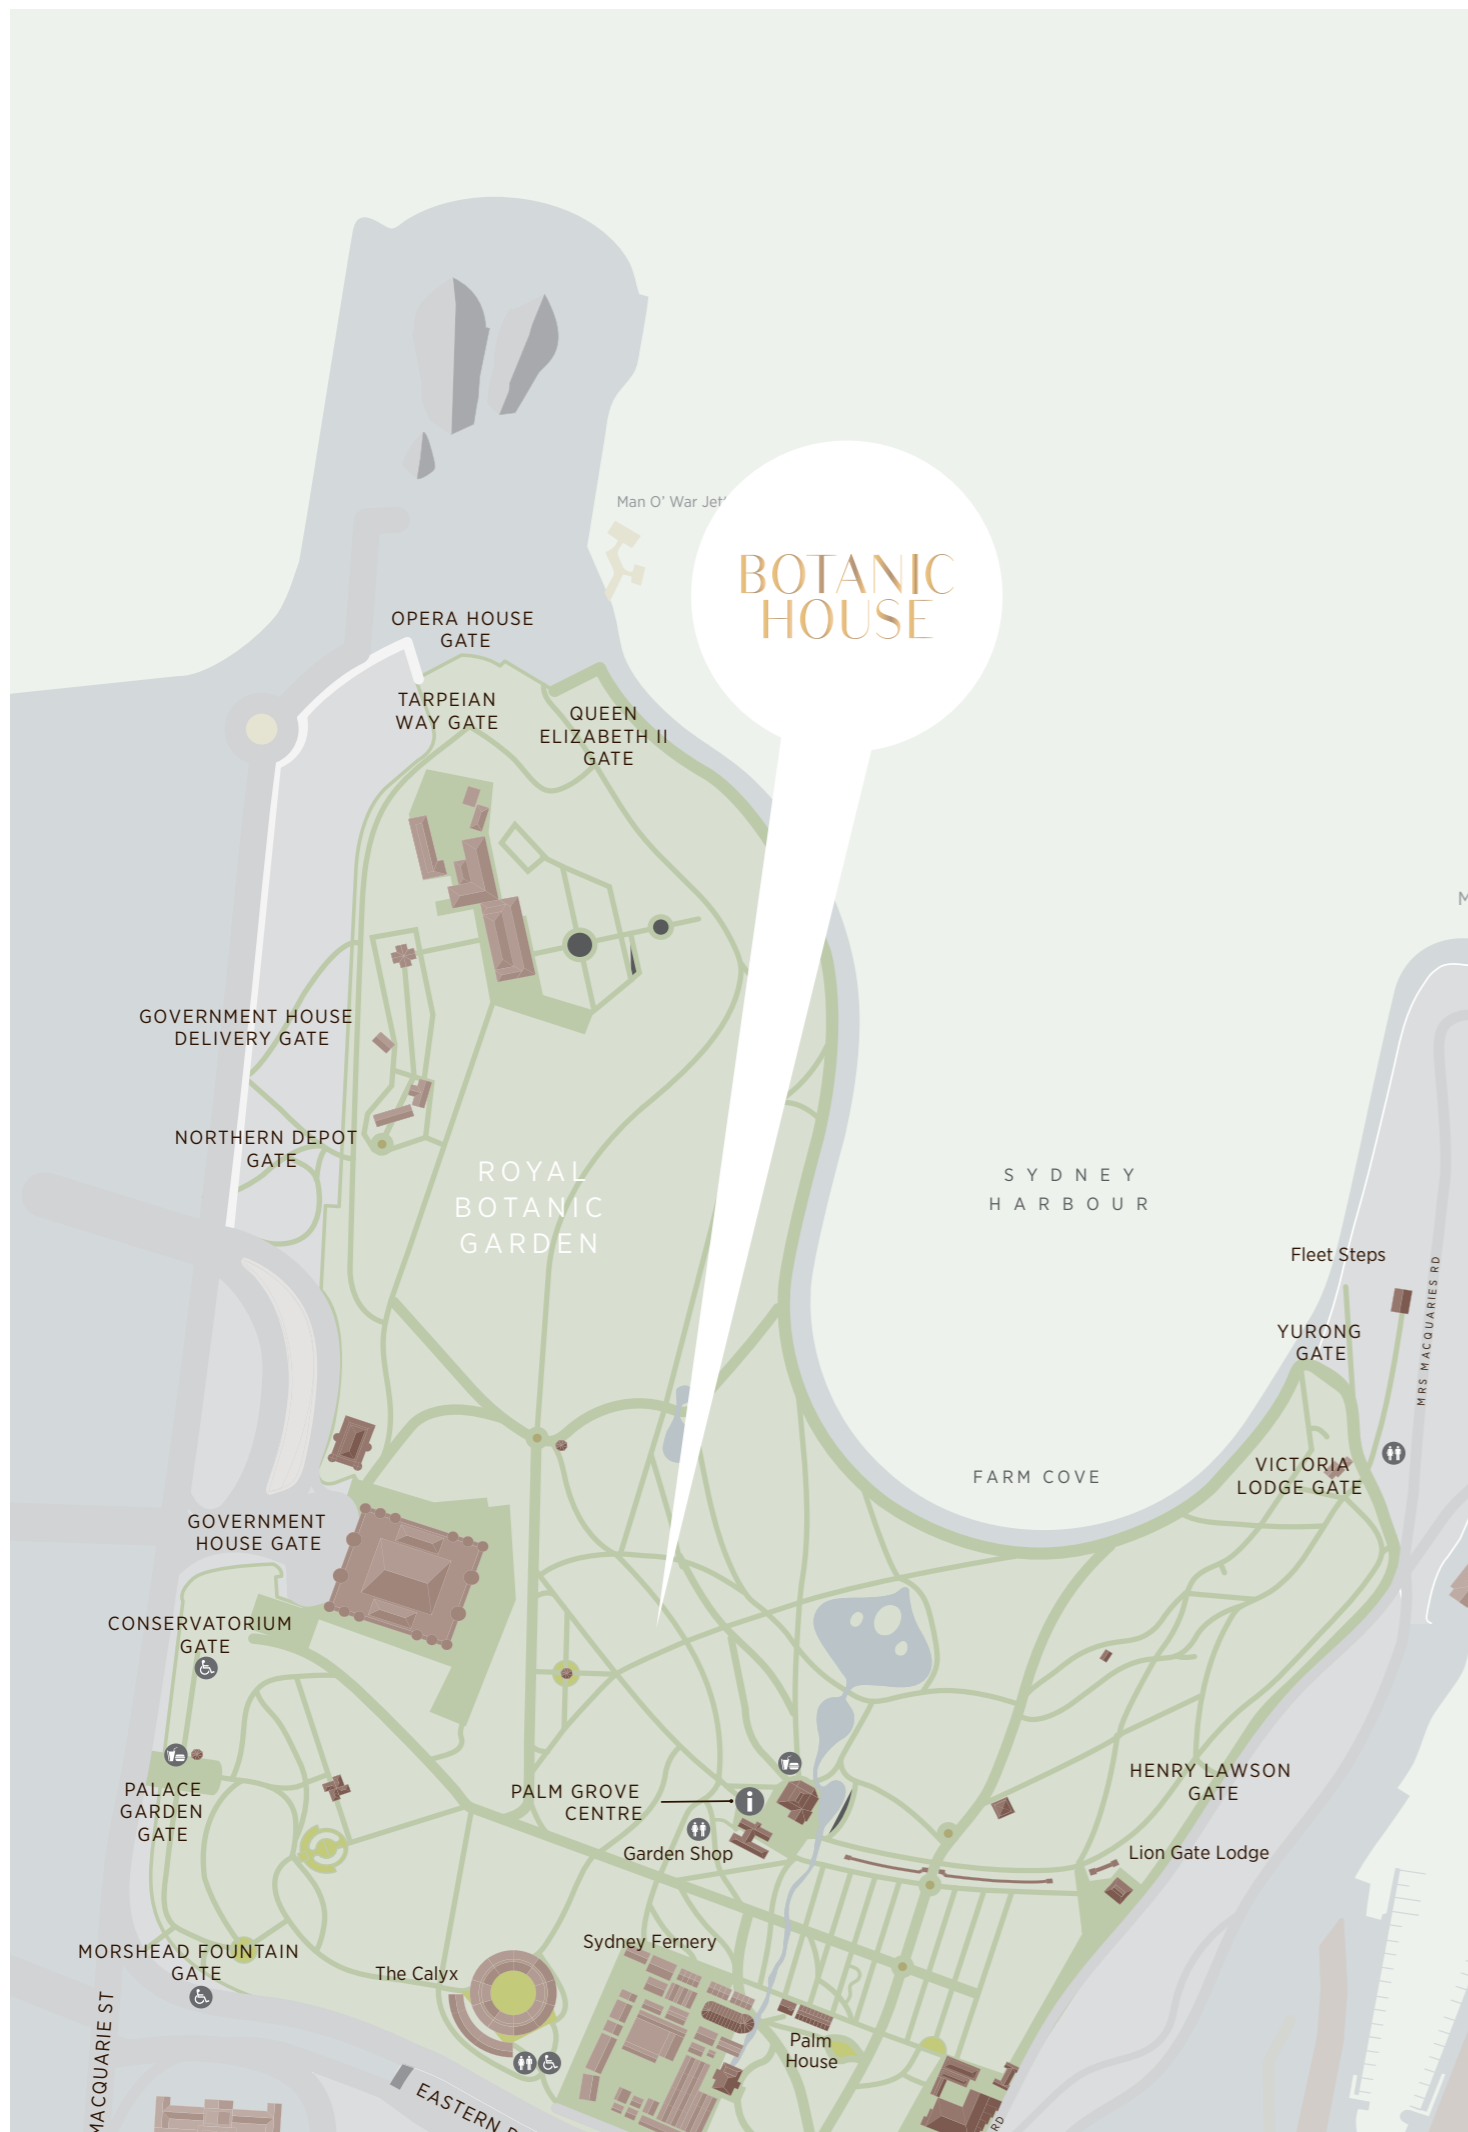 Man O' War
BOTANIC
HOUSE
OPERA HOUSE
GATE
TARPEIAN
WAY GATE
QUEEN
ELIZABETH II
GATE
GOVERNMENT HOUSE
DELIVERY GATE
NORTHERN DEPOT
GATE
ROYAL
BOTANIC
GARDEN
SYDNEY
HARBOUR
Fleet Steps
MRS MACQUARIES RD
YURONG
GATE
FARM COVE
VICTORIA
LODGE GATE
GOVERNMENT
HOUSE GATE
CONSERVATORIUM
GATE
PALACE
GARDEN
GATE
PALM GROVE
CENTRE
i
Garden Shop
HENRY LAWSON
GATE
Lion Gate Lodge
MORSHEAD FOUNTAIN
GATE
The Calyx
Sydney Fernery
Palm
House
MACQUARIE ST
EASTERN
RD